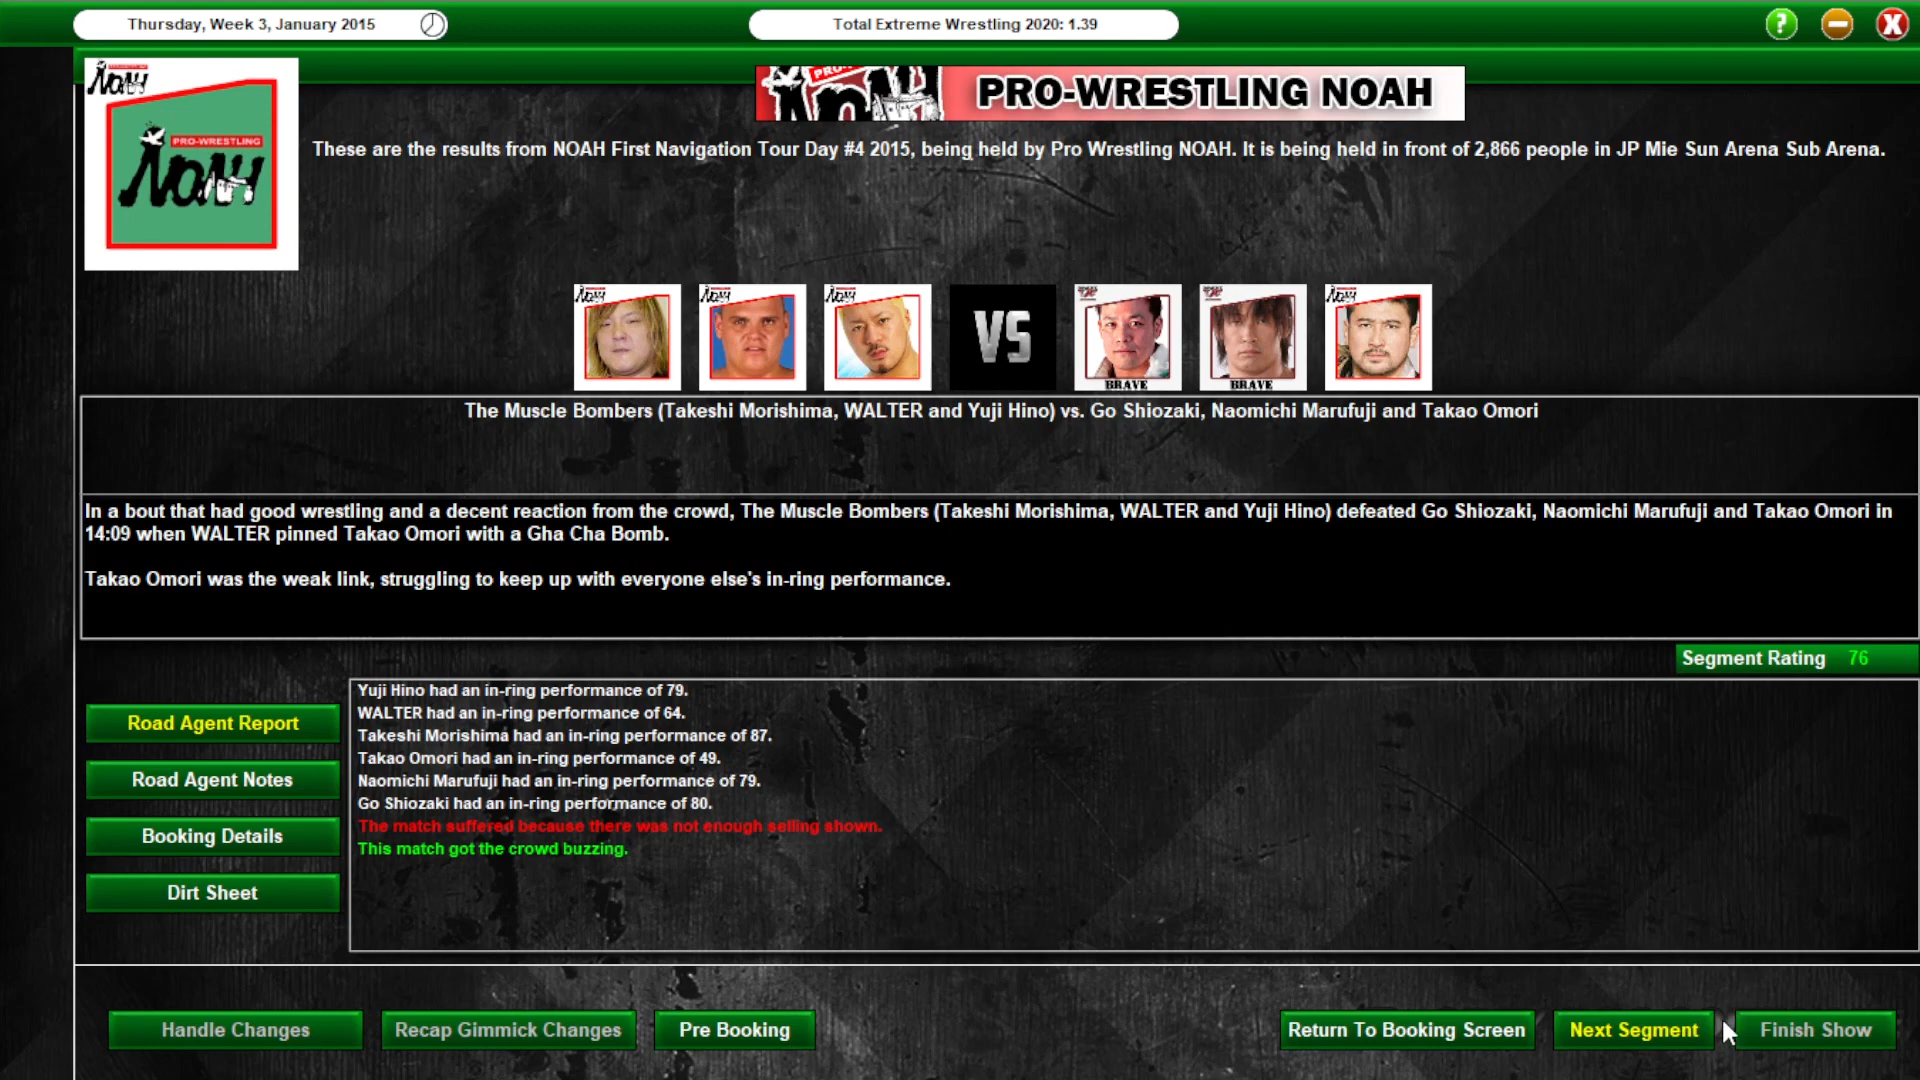 Thursday, Week 3, January 2015
Total Extreme Wrestling 2020: 1.39
NOAH
PRO-WRESTLING
NOAH
PRO-WRESTLING NOAH
These are the results from NOAH First Navigation Tour Day #4 2015, being held by Pro Wrestling NOAH. It is being held in front of 2,866 people in JP Mie Sun Arena Sub Arena.
NOAH
NOAH
NOAH
VS
BRAVE
BRAVE
NOAH
The Muscle Bombers (Takeshi Morishima, WALTER and Yuji Hino) vs. Go Shiozaki, Naomichi Marufuji and Takao Omori
In a bout that had good wrestling and a decent reaction from the crowd, The Muscle Bombers (Takeshi Morishima, WALTER and Yuji Hino) defeated Go Shiozaki, Naomichi Marufuji and Takao Omori in
14:09 when WALTER pinned Takao Omori with a Gha Cha Bomb.
Takao Omori was the weak link, struggling to keep up with everyone else's in-ring performance.
Segment Rating 76
Road Agent Report
Road Agent Notes
Booking Details
Dirt Sheet
Yuji Hino had an in-ring performance of 79.
WALTER had an in-ring performance of 64.
Takeshi Morishima had an in-ring performance of 87.
Takao Omori had an in-ring performance of 49.
Naomichi Marufuji had an in-ring performance of 79.
Go Shiozaki had an in-ring performance of 80.
The match suffered because there was not enough selling shown.
This match got the crowd buzzing.
Handle Changes
Recap Gimmick Changes
Pre Booking
Return To Booking Screen
Next Segment
Finish Show